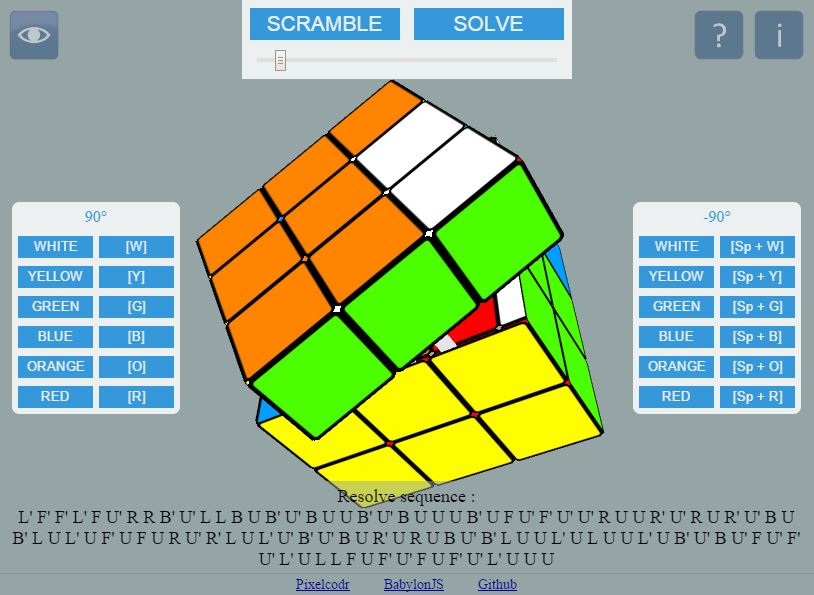 SCRAMBLE SOLVE
? i
90°
WHITE [W]
YELLOW [Y]
GREEN [G]
BLUE [B]
ORANGE [O]
RED [R]
-90°
WHITE [Sp + W]
YELLOW [Sp + Y]
GREEN [Sp + G]
BLUE [Sp + B]
ORANGE [Sp + O]
RED [Sp + R]
Resolve sequence :
L' F' F' L' F U' R R B' U' L L B U B' U' B U U B' U' B U U U B' U F U' F' U' U' R U U R' U' R U R' U' B U
B' L U L' U F' U F U R U' R' L U L' U' B' U' B U R' U R U B U' B' L U U L' U L U U L' U B' U' B U' F U' F'
U' L' U L L F U F' U' F U F' U' L' U U U
Pixelcodr BabylonJS Github